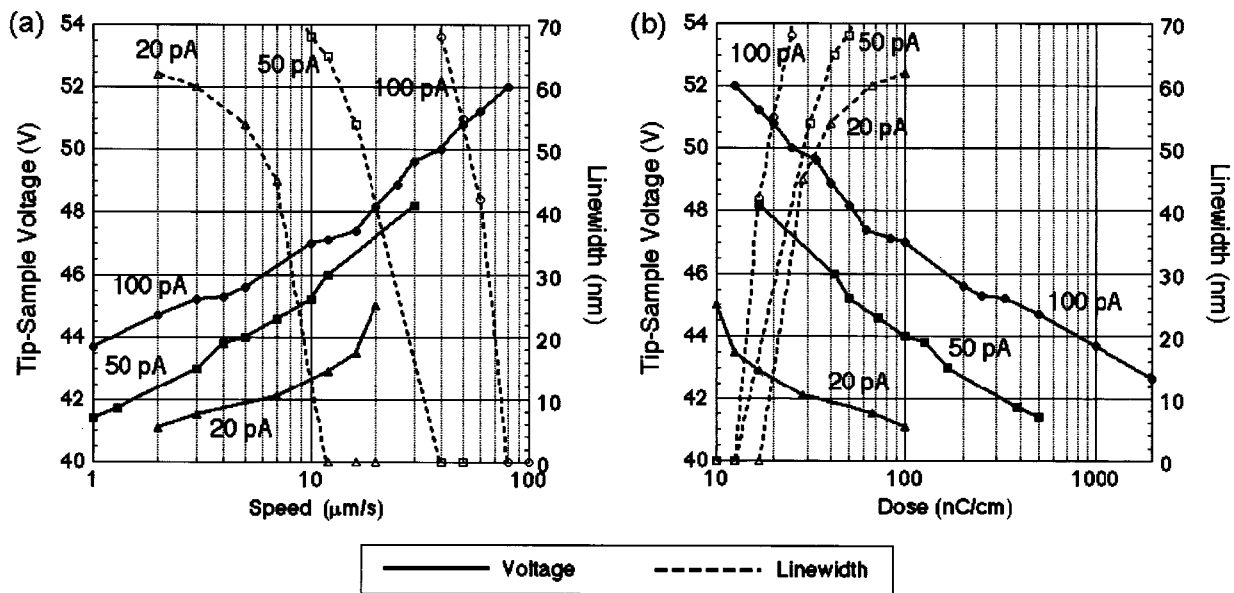 (a)
54
52
50
48
46
44
42
40
Tip-Sample Voltage (V)
70
60
50
40
30
20
10
0
Linewidth (nm)
20 pA
50 pA
100 pA
100 pA
50 pA
20 pA
1
10
100
Speed (μm/s)
(b)
54
52
50
48
46
44
42
40
Tip-Sample Voltage (V)
70
60
50
40
30
20
10
0
Linewidth (nm)
100 pA
50 pA
20 pA
100 pA
50 pA
20 pA
10
100
1000
Dose (nC/cm)
Voltage
Linewidth